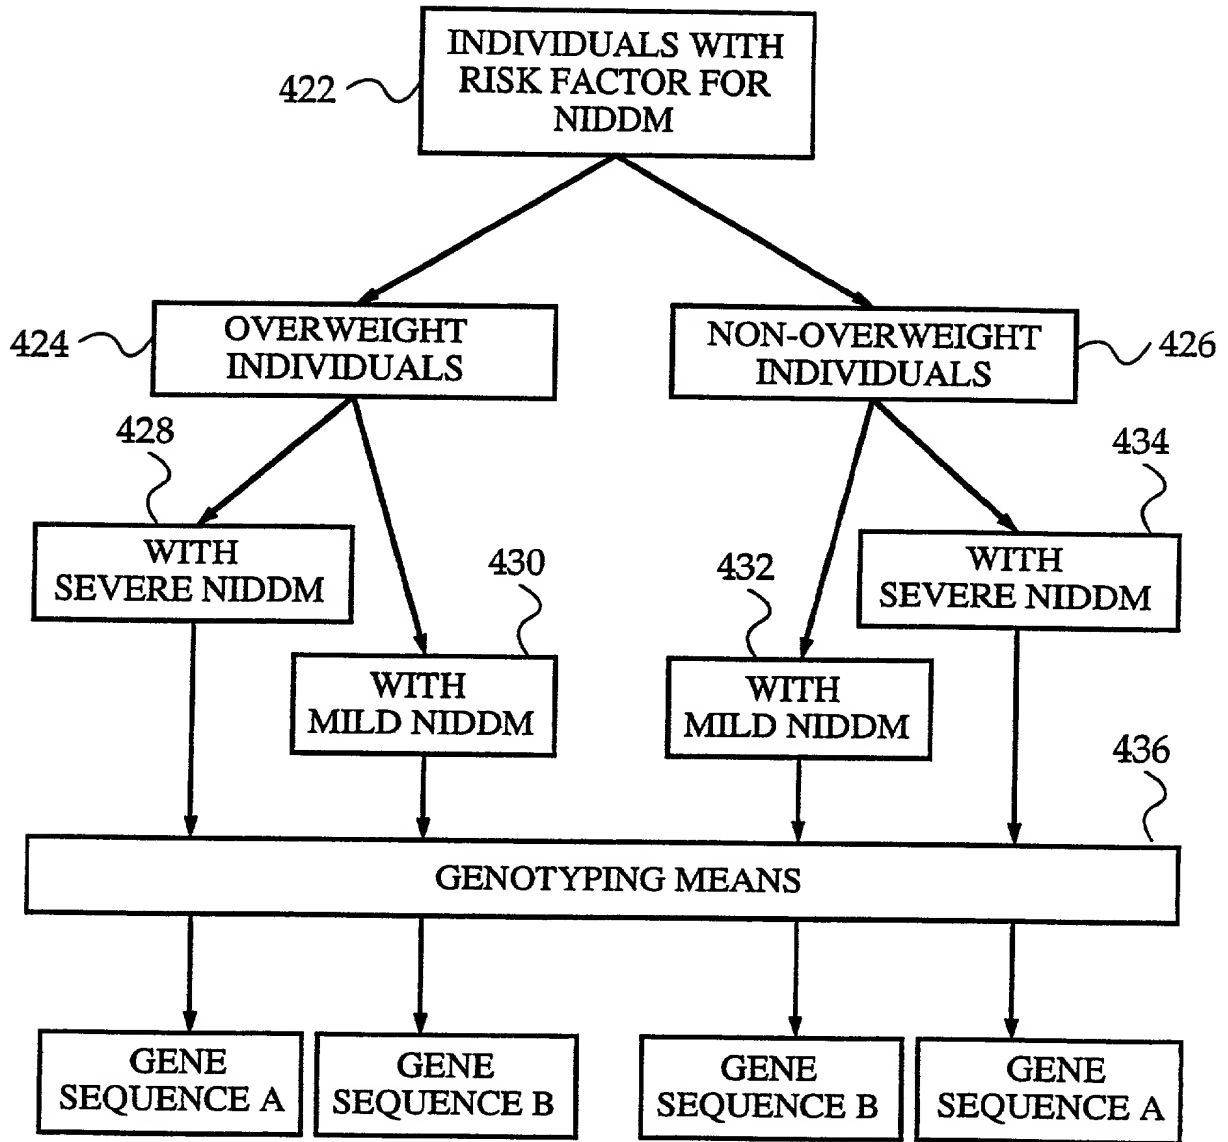 INDIVIDUALS WITH
RISK FACTOR FOR
NIDDM
422
OVERWEIGHT
INDIVIDUALS
424
NON-OVERWEIGHT
INDIVIDUALS
426
428
434
WITH
SEVERE NIDDM
430
432
WITH
SEVERE NIDDM
WITH
MILD NIDDM
WITH
MILD NIDDM
436
GENOTYPING MEANS
GENE
SEQUENCE A
GENE
SEQUENCE B
GENE
SEQUENCE B
GENE
SEQUENCE A